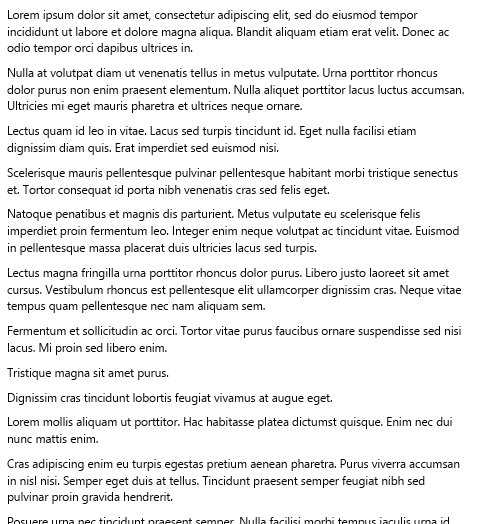 Lorem ipsum dolor sit amet, consectetur adipiscing elit, sed do eiusmod tempor
incididunt ut labore et dolore magna aliqua. Blandit aliquam etiam erat velit. Donec ac
odio tempor orci dapibus ultrices in.
Nulla at volutpat diam ut venenatis tellus in metus vulputate. Urna porttitor rhoncus
dolor purus non enim praesent elementum. Nulla aliquet porttitor lacus luctus accumsan.
Ultricies mi eget mauris pharetra et ultrices neque ornare.
Lectus quam id leo in vitae. Lacus sed turpis tincidunt id. Eget nulla facilisi etiam
dignissim diam quis. Erat imperdiet sed euismod nisi.
Scelerisque mauris pellentesque pulvinar pellentesque habitant morbi tristique senectus
et. Tortor consequat id porta nibh venenatis cras sed felis eget.
Natoque penatibus et magnis dis parturient. Metus vulputate eu scelerisque felis
imperdiet proin fermentum leo. Integer enim neque volutpat ac tincidunt vitae. Euismod
in pellentesque massa placerat duis ultricies lacus sed turpis.
Lectus magna fringilla urna porttitor rhoncus dolor purus. Libero justo laoreet sit amet
cursus. Vestibulum rhoncus est pellentesque elit ullamcorper dignissim cras. Neque vitae
tempus quam pellentesque nec nam aliquam sem.
Fermentum et sollicitudin ac orci. Tortor vitae purus faucibus ornare suspendisse sed nisi
lacus. Mi proin sed libero enim.
Tristique magna sit amet purus.
Dignissim cras tincidunt lobortis feugiat vivamus at augue eget.
Lorem mollis aliquam ut porttitor. Hac habitasse platea dictumst quisque. Enim nec dui
nunc mattis enim.
Cras adipiscing enim eu turpis egestas pretium aenean pharetra. Purus viverra accumsan
in nisl nisi. Semper eget duis at tellus. Tincidunt praesent semper feugiat nibh sed
pulvinar proin gravida hendrerit.
Posuere urna nec tincidunt praesent semper. Nulla facilisi morbi tempus iaculis urna id